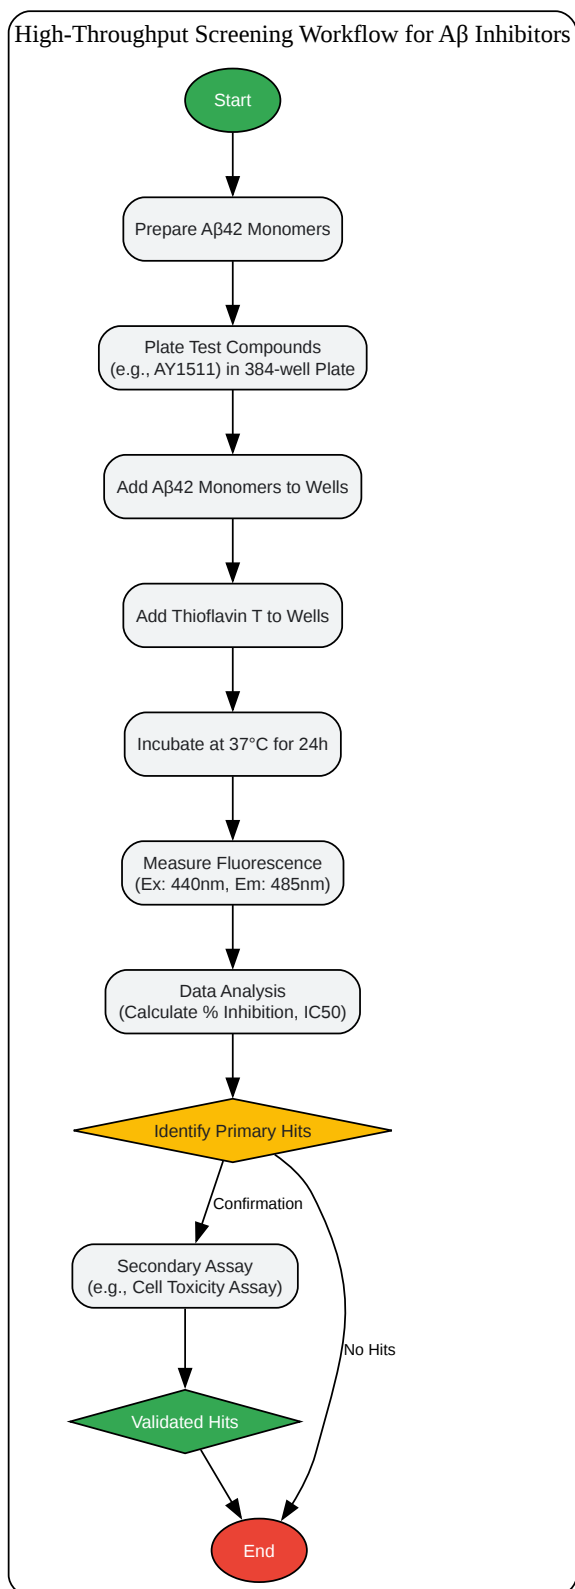 High-Throughput Screening Workflow for Aβ Inhibitors
Start
Prepare Aβ42 Monomers
Plate Test Compounds
(e.g., AY1511) in 384-well Plate
Add Aβ42 Monomers to Wells
Add Thioflavin T to Wells
Incubate at 37°C for 24h
Measure Fluorescence
(Ex: 440nm, Em: 485nm)
Data Analysis
(Calculate % Inhibition, IC50)
Identify Primary Hits
Confirmation
Secondary Assay
(e.g., Cell Toxicity Assay)
No Hits
Validated Hits
End